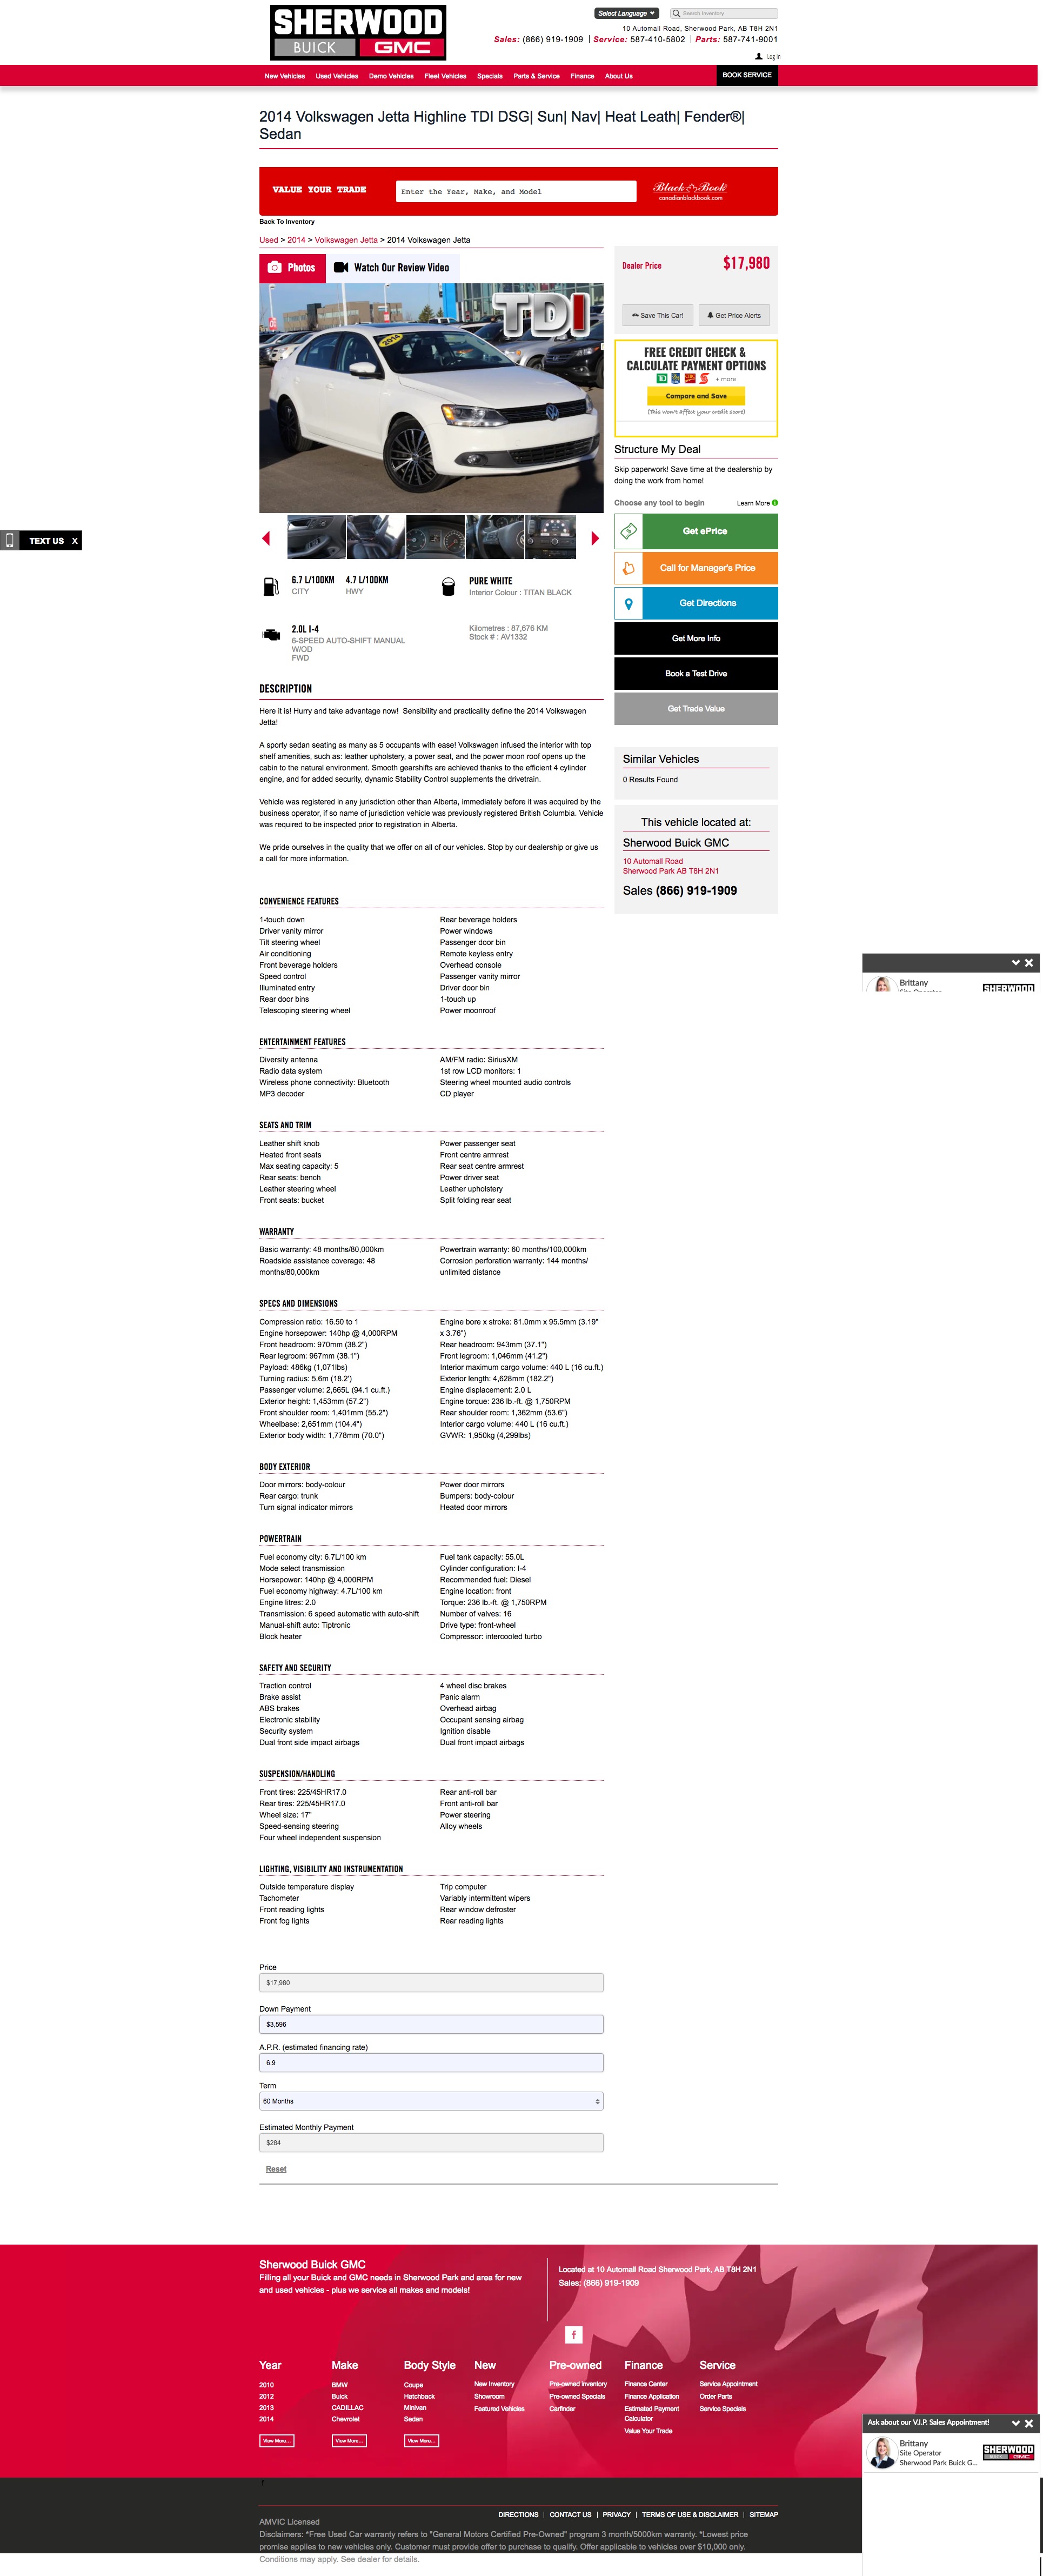 SHERWOOD
BUICK GMC
Select Language
Search Inventory
10 Automall Road, Sherwood Park, AB T8H 2N1
Sales: (866) 919-1909 | Service: 587-410-5802 | Parts: 587-741-9001
Log in
New Vehicles Used Vehicles Demo Vehicles Fleet Vehicles Specials Parts & Service Finance About Us BOOK SERVICE
2014 Volkswagen Jetta Highline TDI DSG| Sun| Nav| Heat Leath| Fender®|
Sedan
VALUE YOUR TRADE
Enter the Year, Make, and Model
Black Book
canadianblackbook.com
Back To Inventory
Used > 2014 > Volkswagen Jetta > 2014 Volkswagen Jetta
Photos
Watch Our Review Video
TDI
2014
Dealer Price $17,980
Save This Car!
Get Price Alerts
FREE CREDIT CHECK &
CALCULATE PAYMENT OPTIONS
+ more
Compare and Save
(This won't affect your credit score)
Structure My Deal
Skip paperwork! Save time at the dealership by
doing the work from home!
Choose any tool to begin
Learn More
Get ePrice
Call for Manager's Price
Get Directions
Get More Info
Book a Test Drive
Get Trade Value
TEXT US X
6.7 L/100KM 4.7 L/100KM
CITY HWY
PURE WHITE
Interior Colour : TITAN BLACK
2.0L I-4
6-SPEED AUTO-SHIFT MANUAL
W/OD
FWD
Kilometres : 87,676 KM
Stock # : AV1332
DESCRIPTION
Here it is! Hurry and take advantage now! Sensibility and practicality define the 2014 Volkswagen
Jetta!
A sporty sedan seating as many as 5 occupants with ease! Volkswagen infused the interior with top
shelf amenities, such as: leather upholstery, a power seat, and the power moon roof opens up the
cabin to the natural environment. Smooth gearshifts are achieved thanks to the efficient 4 cylinder
engine, and for added security, dynamic Stability Control supplements the drivetrain.
Vehicle was registered in any jurisdiction other than Alberta, immediately before it was acquired by the
business operator, if so name of jurisdiction vehicle was previously registered British Columbia. Vehicle
was required to be inspected prior to registration in Alberta.
We pride ourselves in the quality that we offer on all of our vehicles. Stop by our dealership or give us
a call for more information.
Similar Vehicles
0 Results Found
This vehicle located at:
Sherwood Buick GMC
10 Automall Road
Sherwood Park AB T8H 2N1
Sales (866) 919-1909
CONVENIENCE FEATURES
1-touch down Rear beverage holders
Driver vanity mirror Power windows
Tilt steering wheel Passenger door bin
Air conditioning Remote keyless entry
Front beverage holders Overhead console
Speed control Passenger vanity mirror
Illuminated entry Driver door bin
Rear door bins 1-touch up
Telescoping steering wheel Power moonroof
Brittany
SHERWOOD
ENTERTAINMENT FEATURES
Diversity antenna AM/FM radio: SiriusXM
Radio data system 1st row LCD monitors: 1
Wireless phone connectivity: Bluetooth Steering wheel mounted audio controls
MP3 decoder CD player
SEATS AND TRIM
Leather shift knob Power passenger seat
Heated front seats Front centre armrest
Max seating capacity: 5 Rear seat centre armrest
Rear seats: bench Power driver seat
Leather steering wheel Leather upholstery
Front seats: bucket Split folding rear seat
WARRANTY
Basic warranty: 48 months/80,000km Powertrain warranty: 60 months/100,000km
Roadside assistance coverage: 48 Corrosion perforation warranty: 144 months/
months/80,000km unlimited distance
SPECS AND DIMENSIONS
Compression ratio: 16.50 to 1 Engine bore x stroke: 81.0mm x 95.5mm (3.19"
Engine horsepower: 140hp @ 4,000RPM x 3.76")
Front headroom: 970mm (38.2") Rear headroom: 943mm (37.1")
Rear legroom: 967mm (38.1") Front legroom: 1,046mm (41.2")
Payload: 486kg (1,071lbs) Interior maximum cargo volume: 440 L (16 cu.ft.)
Turning radius: 5.6m (18.2') Exterior length: 4,628mm (182.2")
Passenger volume: 2,665L (94.1 cu.ft.) Engine displacement: 2.0 L
Exterior height: 1,453mm (57.2") Engine torque: 236 lb.-ft. @ 1,750RPM
Front shoulder room: 1,401mm (55.2") Rear shoulder room: 1,362mm (53.6")
Wheelbase: 2,651mm (104.4") Interior cargo volume: 440 L (16 cu.ft.)
Exterior body width: 1,778mm (70.0") GVWR: 1,950kg (4,299lbs)
BODY EXTERIOR
Door mirrors: body-colour Power door mirrors
Rear cargo: trunk Bumpers: body-colour
Turn signal indicator mirrors Heated door mirrors
POWERTRAIN
Fuel economy city: 6.7L/100 km Fuel tank capacity: 55.0L
Mode select transmission Cylinder configuration: I-4
Horsepower: 140hp @ 4,000RPM Recommended fuel: Diesel
Fuel economy highway: 4.7L/100 km Engine location: front
Engine litres: 2.0 Torque: 236 lb.-ft. @ 1,750RPM
Transmission: 6 speed automatic with auto-shift Number of valves: 16
Manual-shift auto: Tiptronic Drive type: front-wheel
Block heater Compressor: intercooled turbo
SAFETY AND SECURITY
Traction control 4 wheel disc brakes
Brake assist Panic alarm
ABS brakes Overhead airbag
Electronic stability Occupant sensing airbag
Security system Ignition disable
Dual front side impact airbags Dual front impact airbags
SUSPENSION/HANDLING
Front tires: 225/45HR17.0 Rear anti-roll bar
Rear tires: 225/45HR17.0 Front anti-roll bar
Wheel size: 17" Power steering
Speed-sensing steering Alloy wheels
Four wheel independent suspension
LIGHTING, VISIBILITY AND INSTRUMENTATION
Outside temperature display Trip computer
Tachometer Variably intermittent wipers
Front reading lights Rear window defroster
Front fog lights Rear reading lights
Price
$17,980
Down Payment
$3,596
A.P.R. (estimated financing rate)
6.9
Term
60 Months
Estimated Monthly Payment
$284
Reset
Sherwood Buick GMC
Filling all your Buick and GMC needs in Sherwood Park and area for new
and used vehicles - plus we service all makes and models!
Located at 10 Automall Road Sherwood Park, AB T8H 2N1
Sales: (866) 919-1909
f
Year Make Body Style New Pre-owned Finance Service
2010 BMW Coupe New Inventory Pre-owned Inventory Finance Center Service Appointment
2012 Buick Hatchback Showroom Pre-owned Specials Finance Application Order Parts
2013 CADILLAC Minivan Featured Vehicles Carfinder Estimated Payment Calculator Service Specials
2014 Chevrolet Sedan Value Your Trade
View More... View More... View More...
Ask about our V.I.P. Sales Appointment!
Brittany
Site Operator
Sherwood Park Buick G...
SHERWOOD
BUICK GMC
DIRECTIONS | CONTACT US | PRIVACY | TERMS OF USE & DISCLAIMER | SITEMAP
AMVIC Licensed
Disclaimers: *Free Used Car warranty refers to "General Motors Certified Pre-Owned" program 3 month/5000km warranty. *Lowest price
promise applies to new vehicles only. Customer must provide offer to purchase to qualify. Offer applicable to vehicles over $10,000 only.
Conditions may apply. See dealer for details.